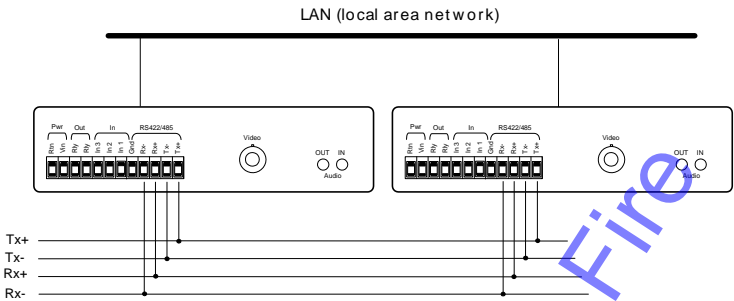 LAN (local area network)
Pwr Out In RS422/485
Rtn Vin Rly Rly In 3 In 2 In 1 Gnd Rx- Rx+ Tx- Tx+
Video
OUT IN
Audio
Pwr Out In RS422/485
Rtn Vin Rly Rly In 3 In 2 In 1 Gnd Rx- Rx+ Tx- Tx+
Video
OUT IN
Audio
Tx+
Tx-
Rx+
Rx-
Fire